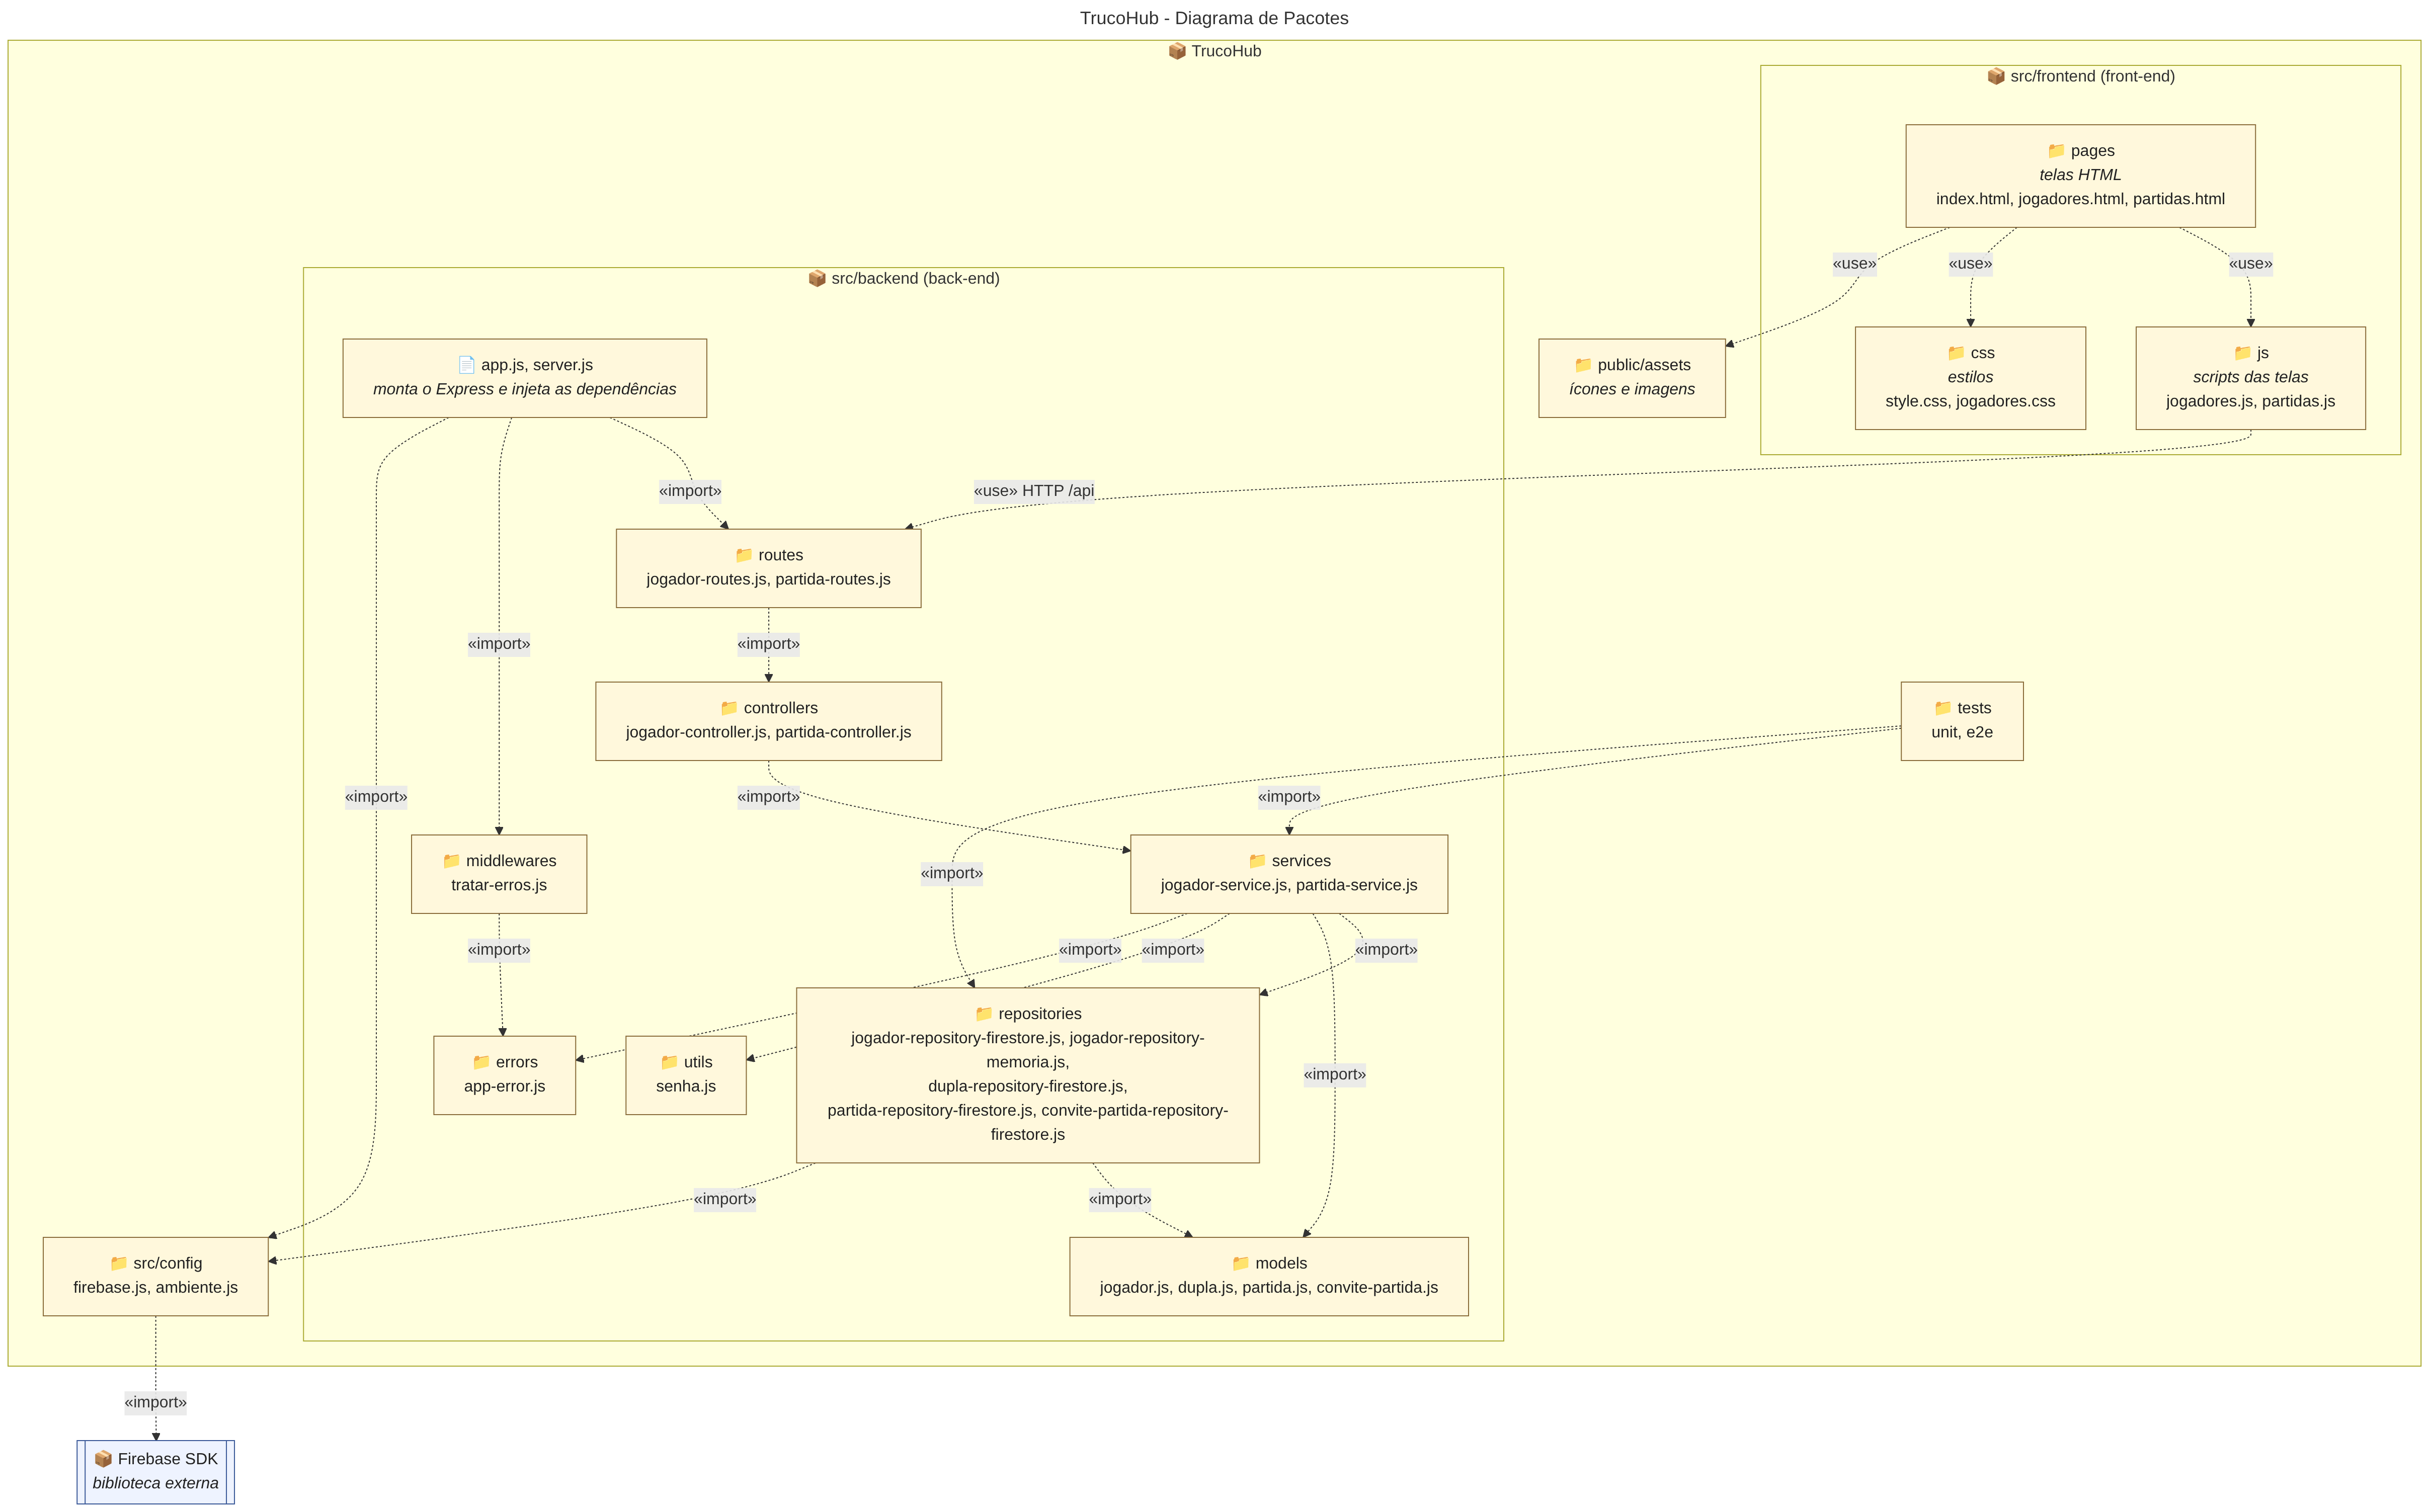 TrucoHub - Diagrama de Pacotes
📦 TrucoHub
📦 src/frontend (front-end)
📁 pages
telas HTML
index.html, jogadores.html, partidas.html
«use»
«use»
«use»
📦 src/backend (back-end)
📄 app.js, server.js
monta o Express e injeta as dependências
📁 public/assets
ícones e imagens
📁 css
estilos
style.css, jogadores.css
📁 js
scripts das telas
jogadores.js, partidas.js
«import»
«use» HTTP /api
📁 routes
jogador-routes.js, partida-routes.js
«import»
«import»
📁 controllers
jogador-controller.js, partida-controller.js
📁 tests
unit, e2e
«import»
«import»
«import»
📁 middlewares
tratar-erros.js
«import»
📁 services
jogador-service.js, partida-service.js
«import»
«import»
«import»
«import»
📁 errors
app-error.js
📁 utils
senha.js
📁 repositories
jogador-repository-firestore.js, jogador-repository-
memoria.js,
dupla-repository-firestore.js,
partida-repository-firestore.js, convite-partida-repository-
firestore.js
«import»
«import»
«import»
📁 src/config
firebase.js, ambiente.js
📁 models
jogador.js, dupla.js, partida.js, convite-partida.js
«import»
📦 Firebase SDK
biblioteca externa